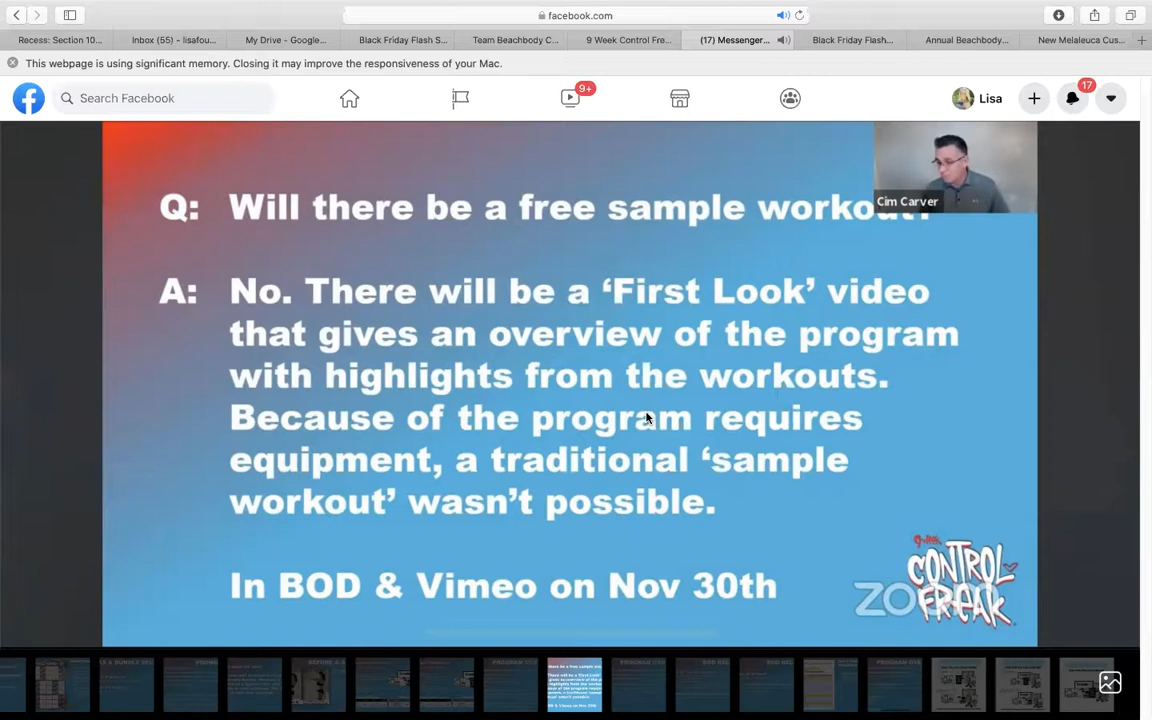 facebook.com
Recess: Section 10...
Inbox (55) – lisafou...
My Drive - Google...
Black Friday Flash S...
Team Beachbody C...
9 Week Control Fre...
(17) Messenger...
Black Friday Flash...
Annual Beachbody...
New Melaleuca Cus...
This webpage is using significant memory. Closing it may improve the responsiveness of your Mac.
Search Facebook
9+
Lisa
17
Q: Will there be a free sample workout?
Cim Carver
A: No. There will be a ‘First Look’ video
that gives an overview of the program
with highlights from the workouts.
Because of the program requires
equipment, a traditional ‘sample
workout’ wasn’t possible.
In BOD & Vimeo on Nov 30th
CONTROL
FREAK